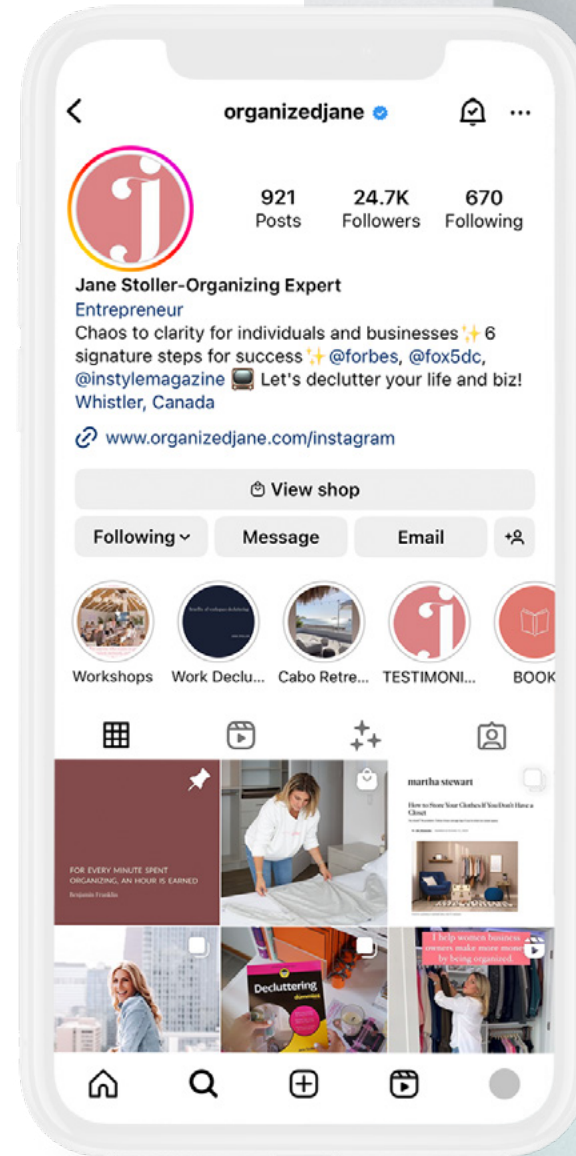 organizedjane
j
921 24.7K 670
Posts Followers Following
Jane Stoller-Organizing Expert
Entrepreneur
Chaos to clarity for individuals and businesses✨ 6
signature steps for success✨ @forbes, @fox5dc,
@instylemagazine 📺 Let's declutter your life and biz!
Whistler, Canada
www.organizedjane.com/instagram
View shop
Following Message Email
j
Workshops Work Declu... Cabo Retre... TESTIMONI... BOOK
FOR EVERY MINUTE SPENT
ORGANIZING, AN HOUR IS EARNED
Benjamin Franklin
martha stewart
How to Store Your Clothes If You Don't Have a
Closet
Decluttering
dummies
I help women business
owners make more money
by being organized.